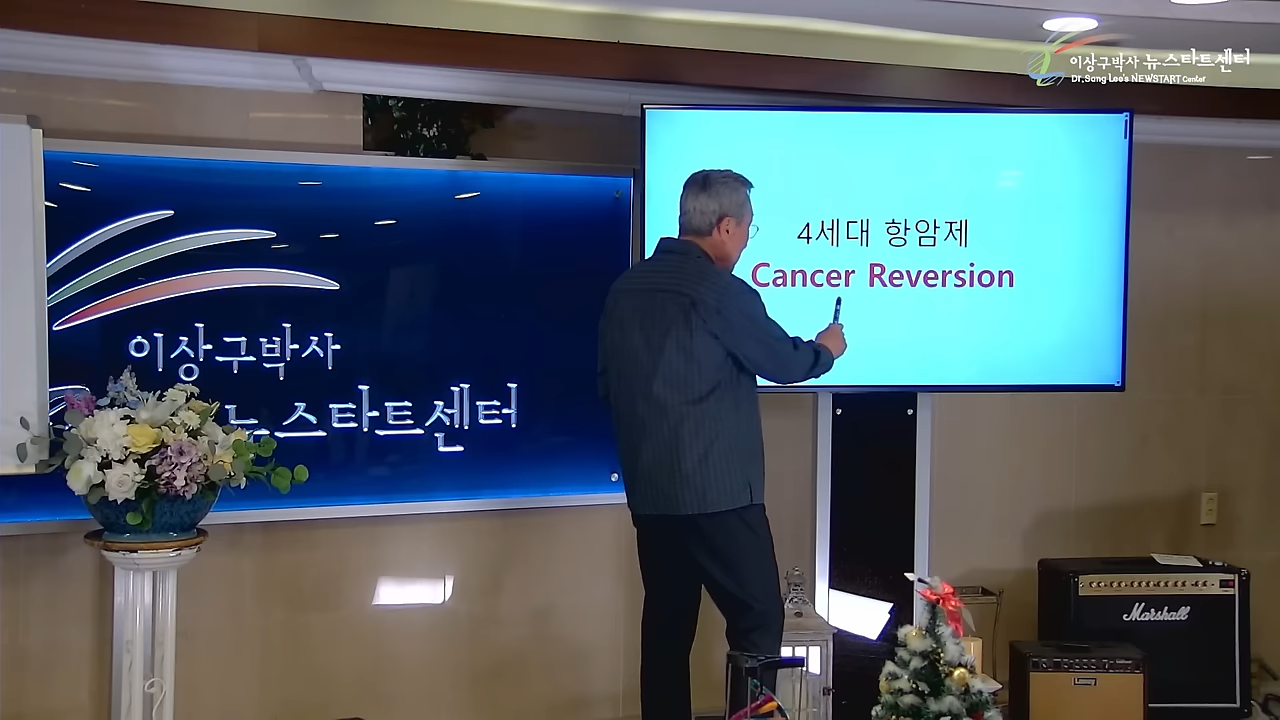 이상구박사 뉴스타트센터
Dr.Sang Lee's NEWSTART Center
4세대 항암제
Cancer Reversion
이상구박사
뉴스타트센터
Marshall
Laney